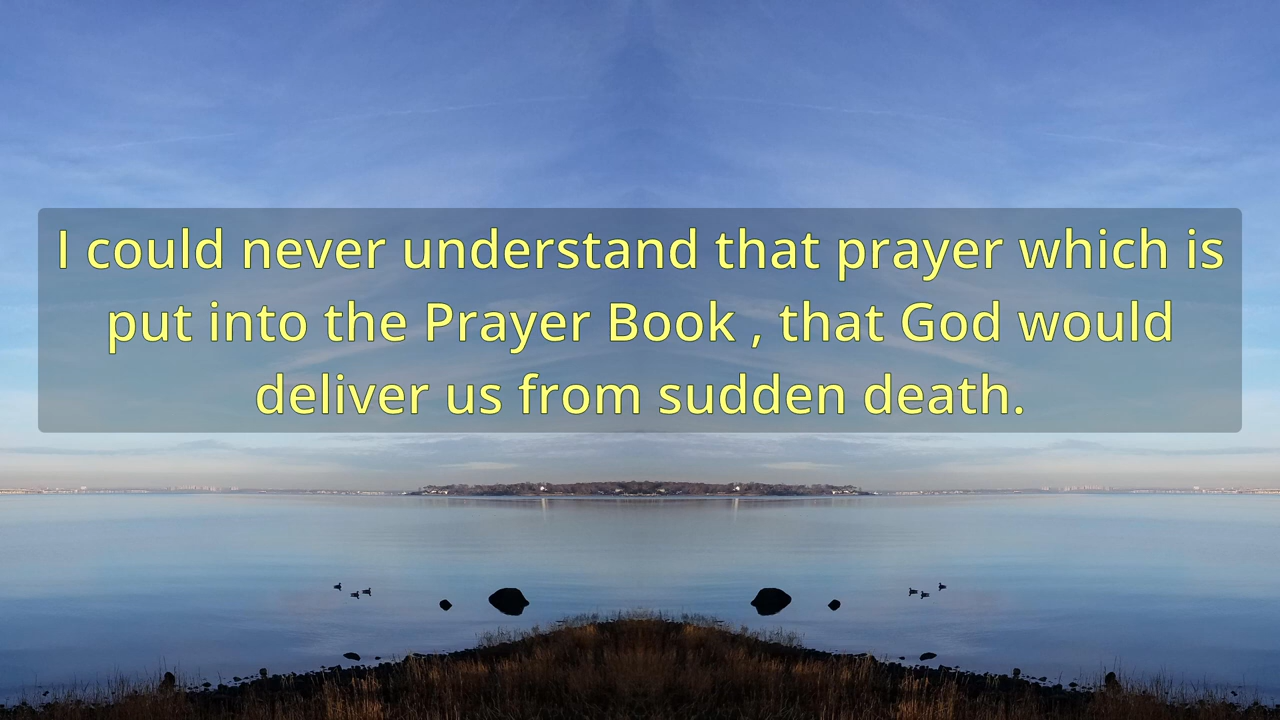 I could never understand that prayer which is
put into the Prayer Book , that God would
deliver us from sudden death.